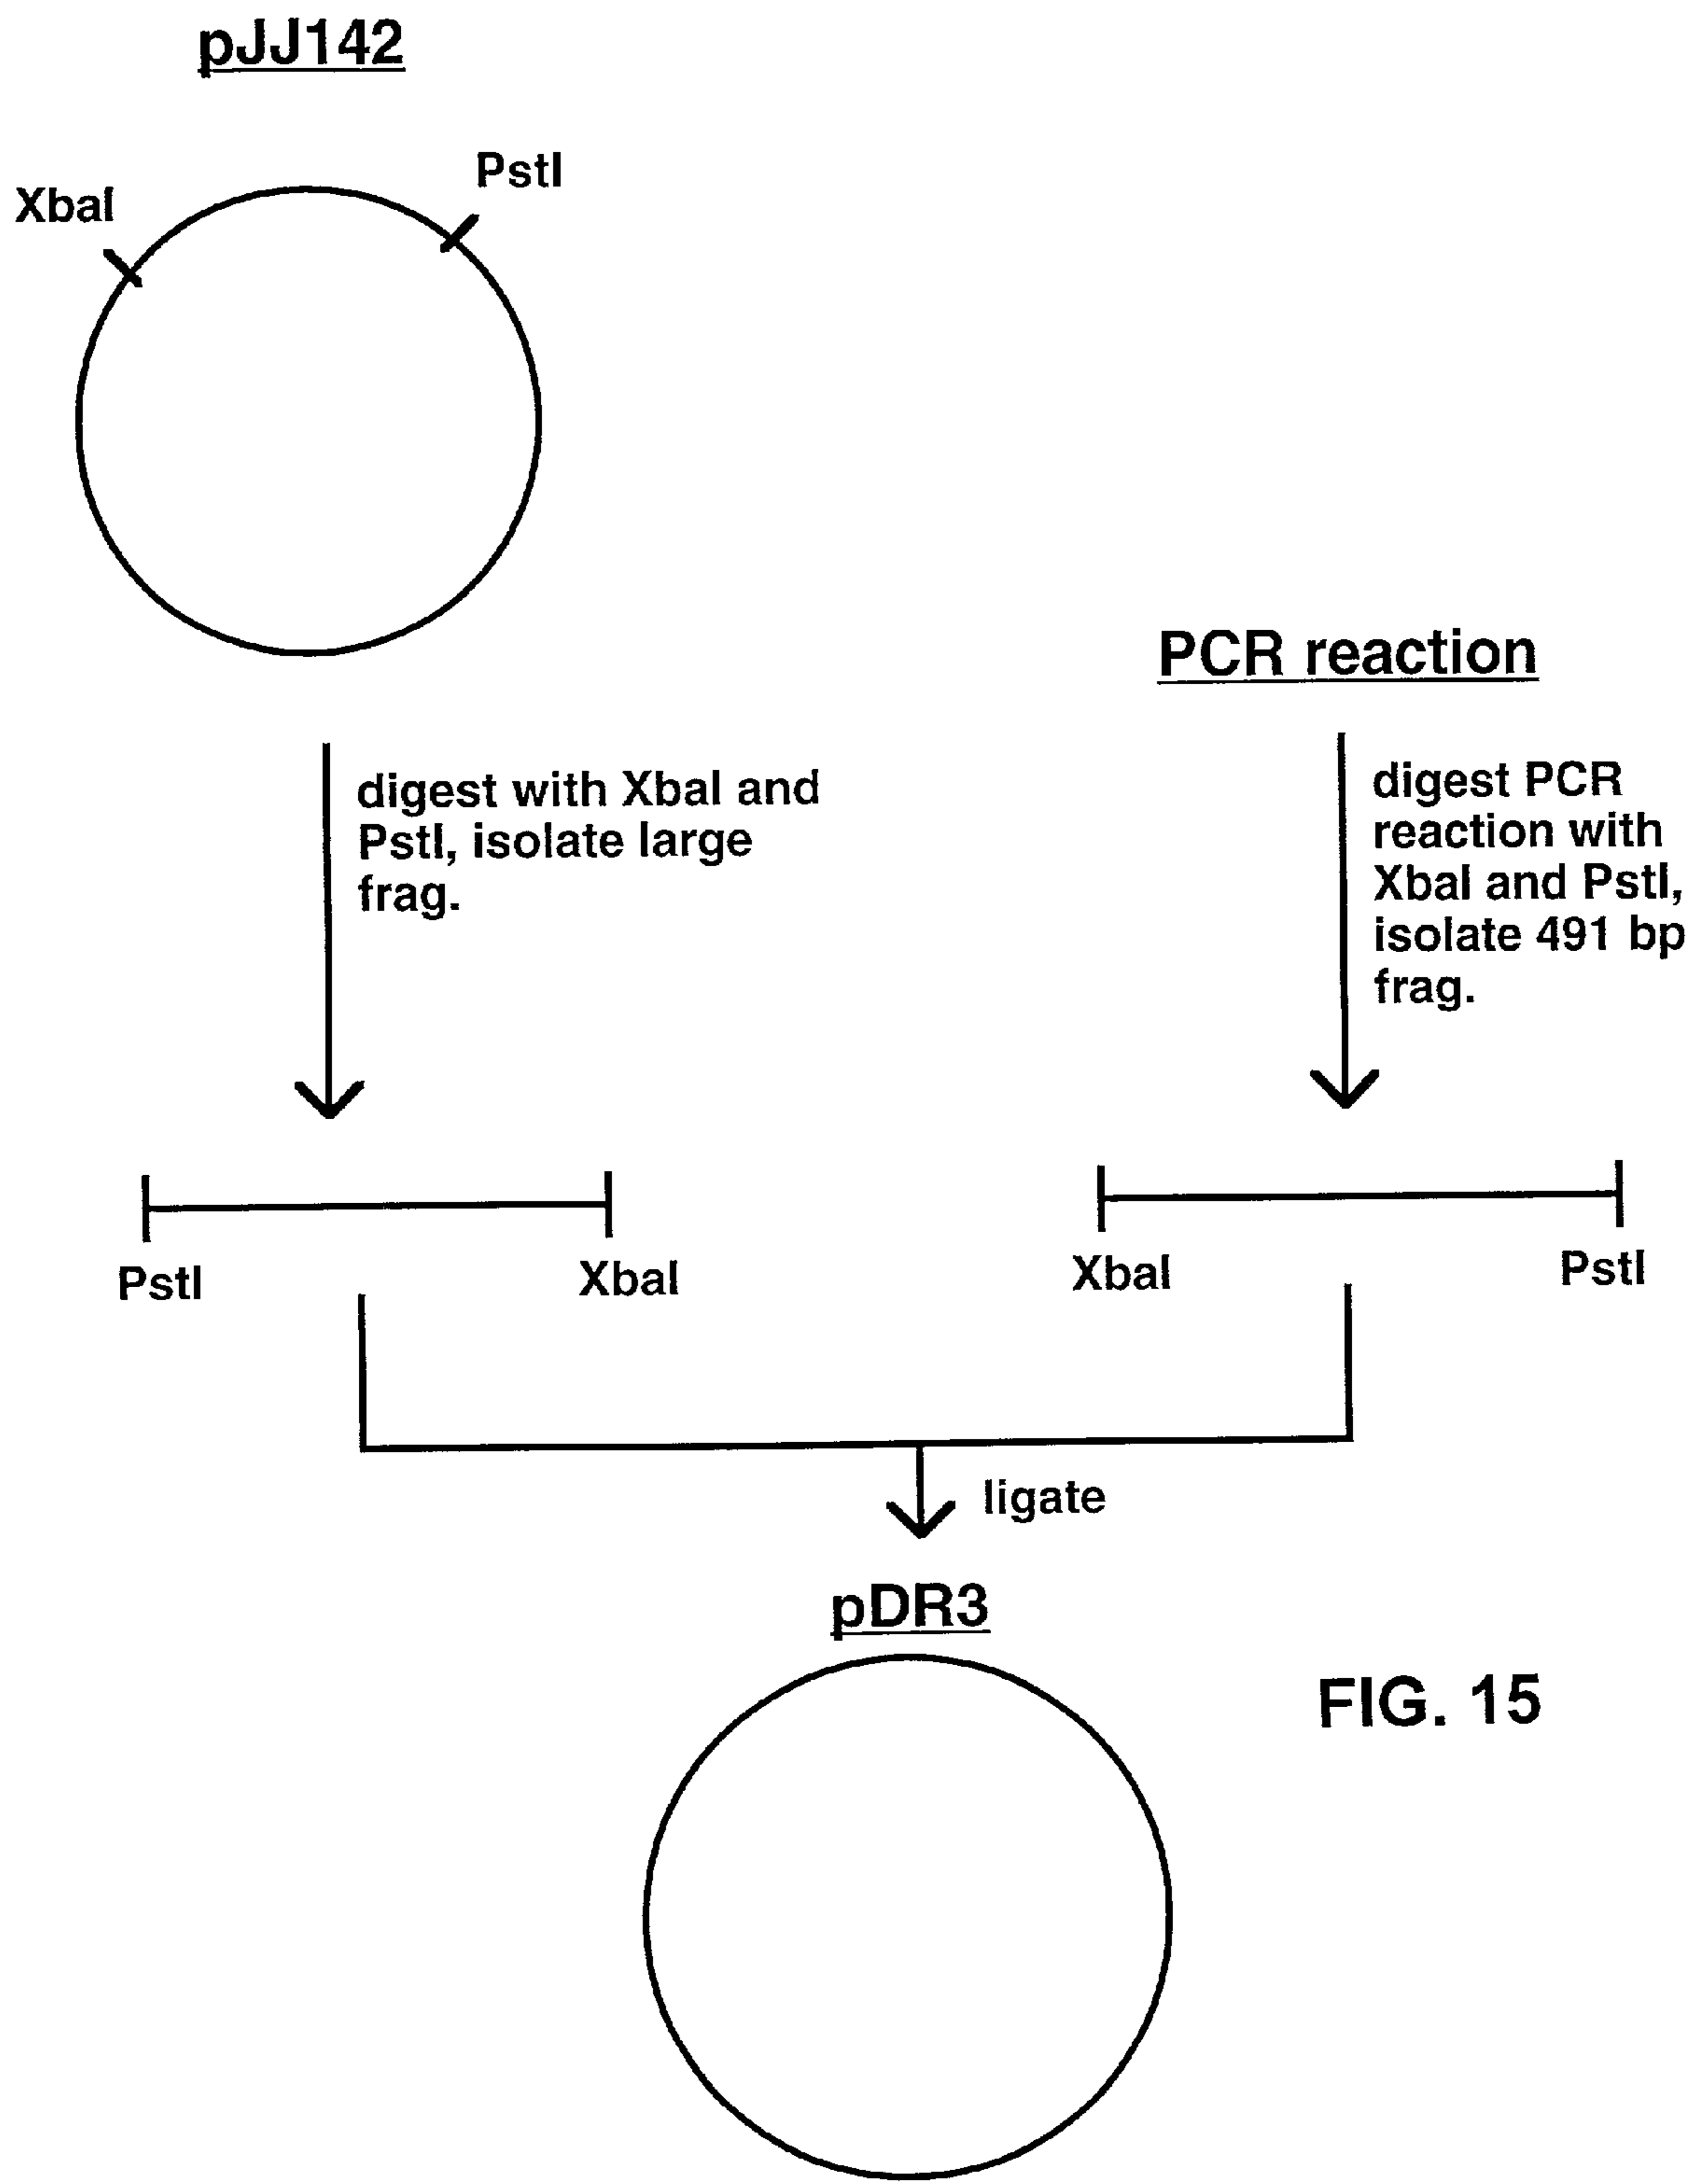 pJJ142
XbaI
PstI
digest with XbaI and
PstI, isolate large
frag.
PCR reaction
digest PCR
reaction with
XbaI and PstI,
isolate 491 bp
frag.
PstI
XbaI
XbaI
PstI
ligate
pDR3
FIG. 15